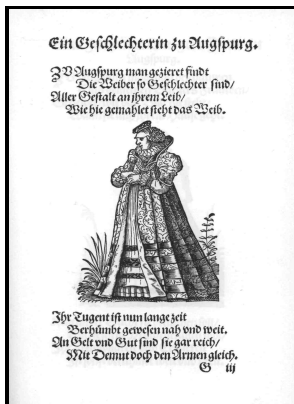 Ein Geschlechterin zu Augspurg.
ZV Augspurg man gezieret findt
Die Weiber so Geschlechter sind/
Aller Gestalt an ihrem Leib/
Wie hie gemahlet steht das Weib.
Ihr Tugent ist nun lange zeit
Berhümbt gewesen nah vnd weit.
An Gelt vnd Gut sind sie gar reich/
Mit Demut doch den Armen gleich.
G iij